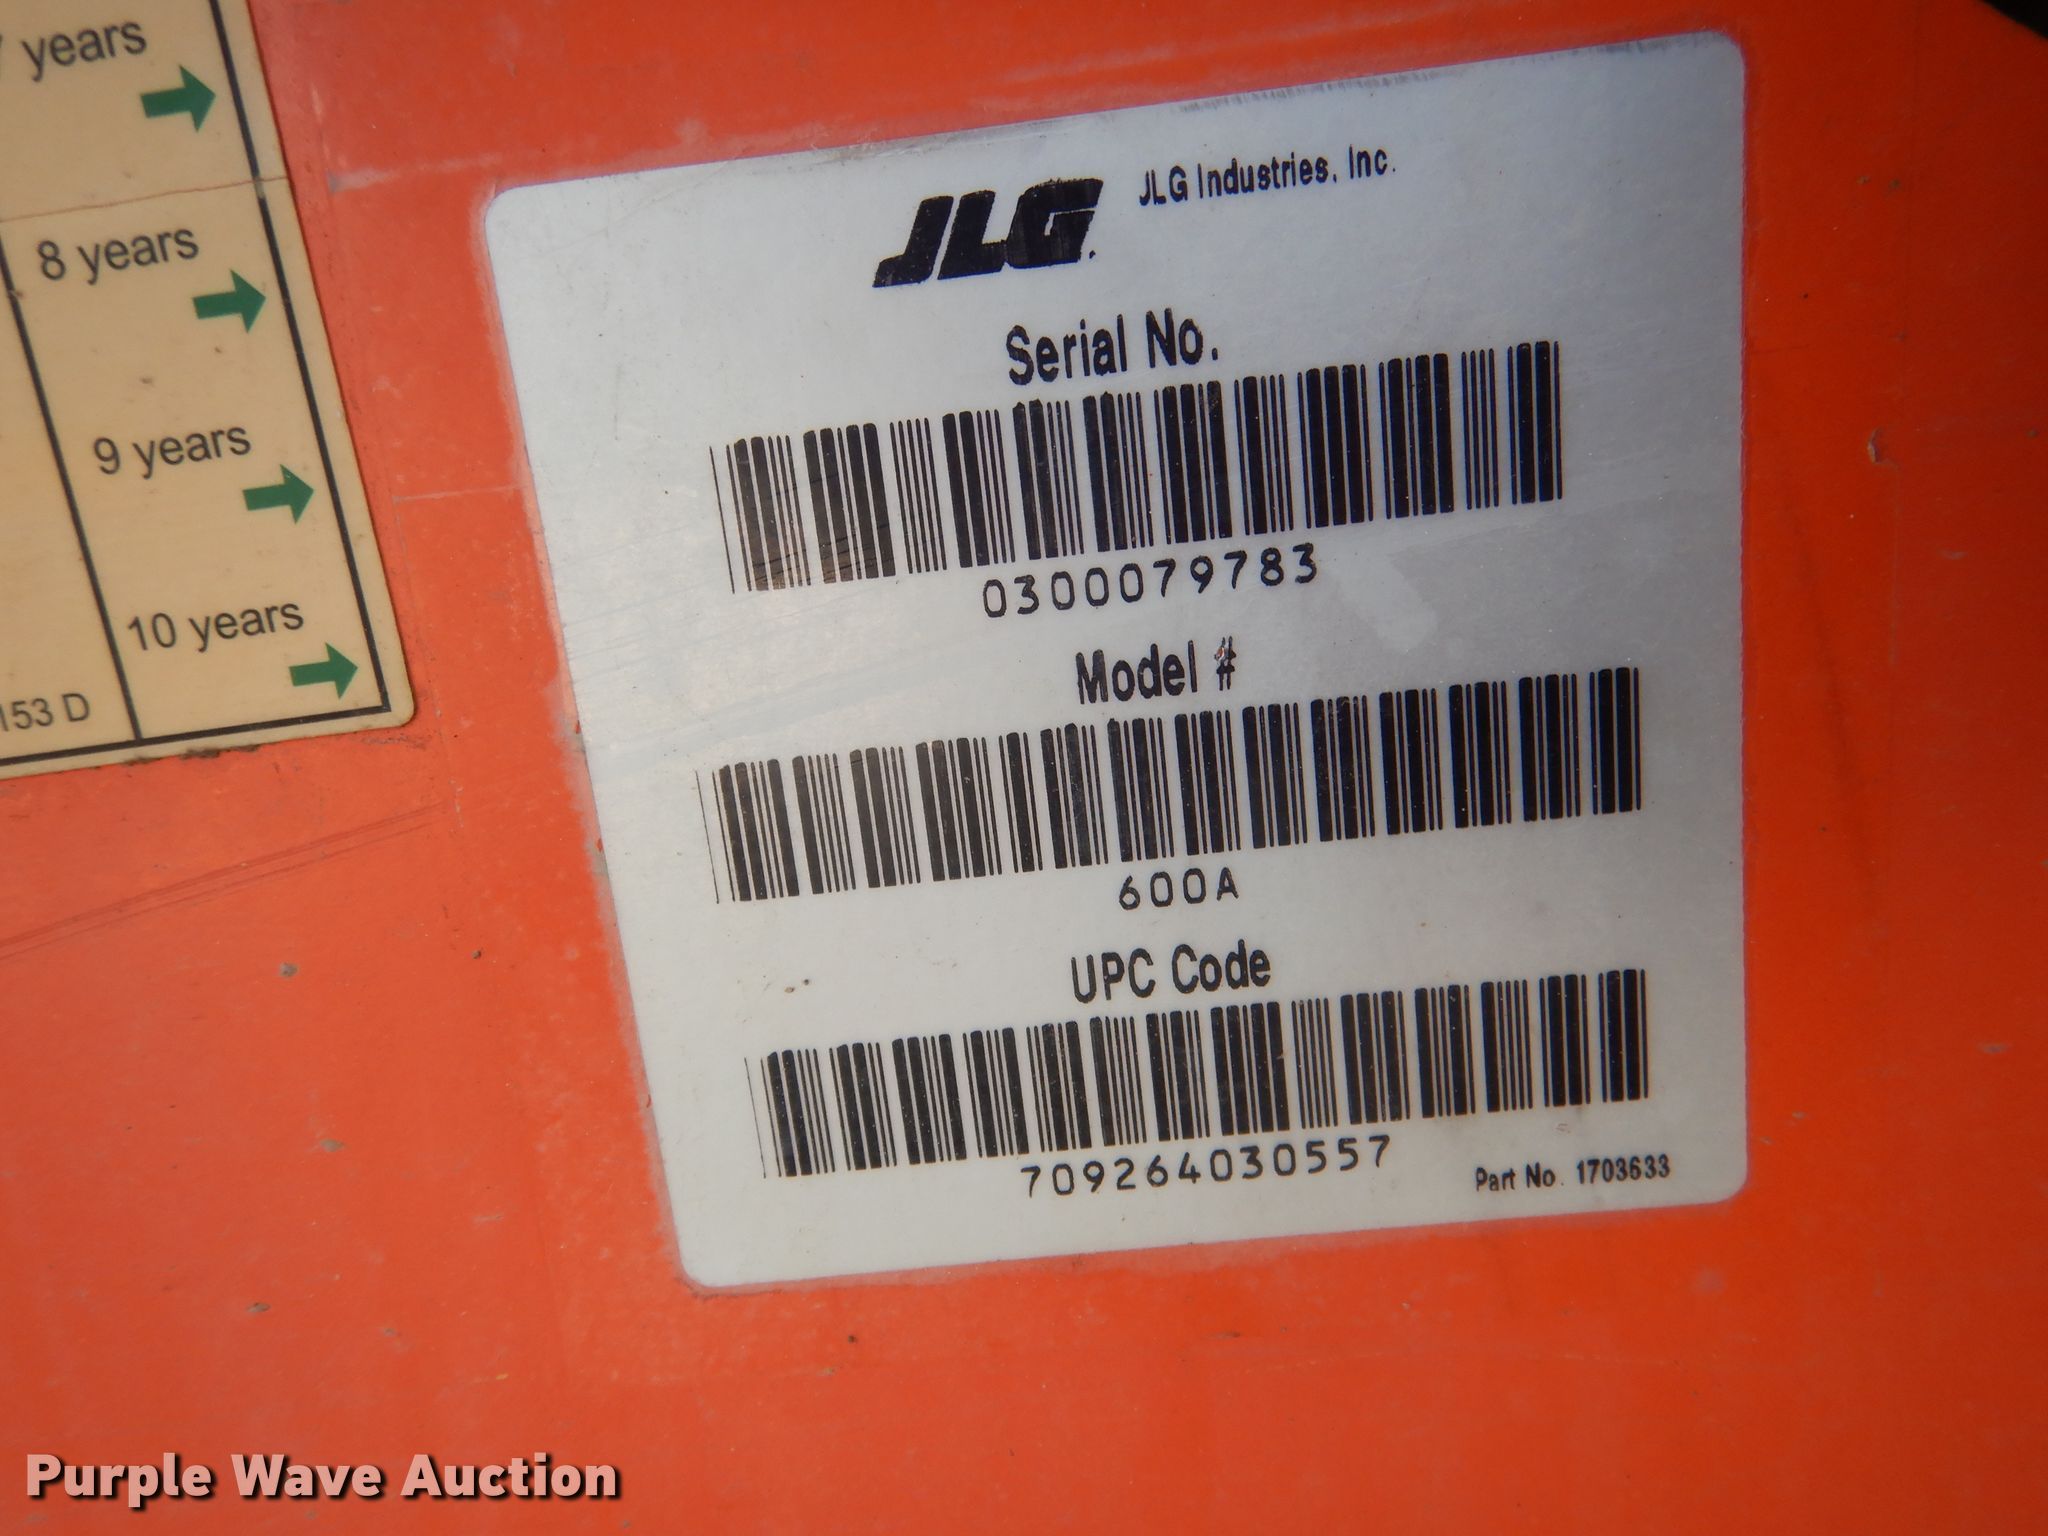 years
8 years
9 years
10 years
153 D
JLG
JLG Industries, Inc.
Serial No.
0300079783
Model #
600A
UPC Code
709264030557
Part No. 1703633
Purple Wave Auction